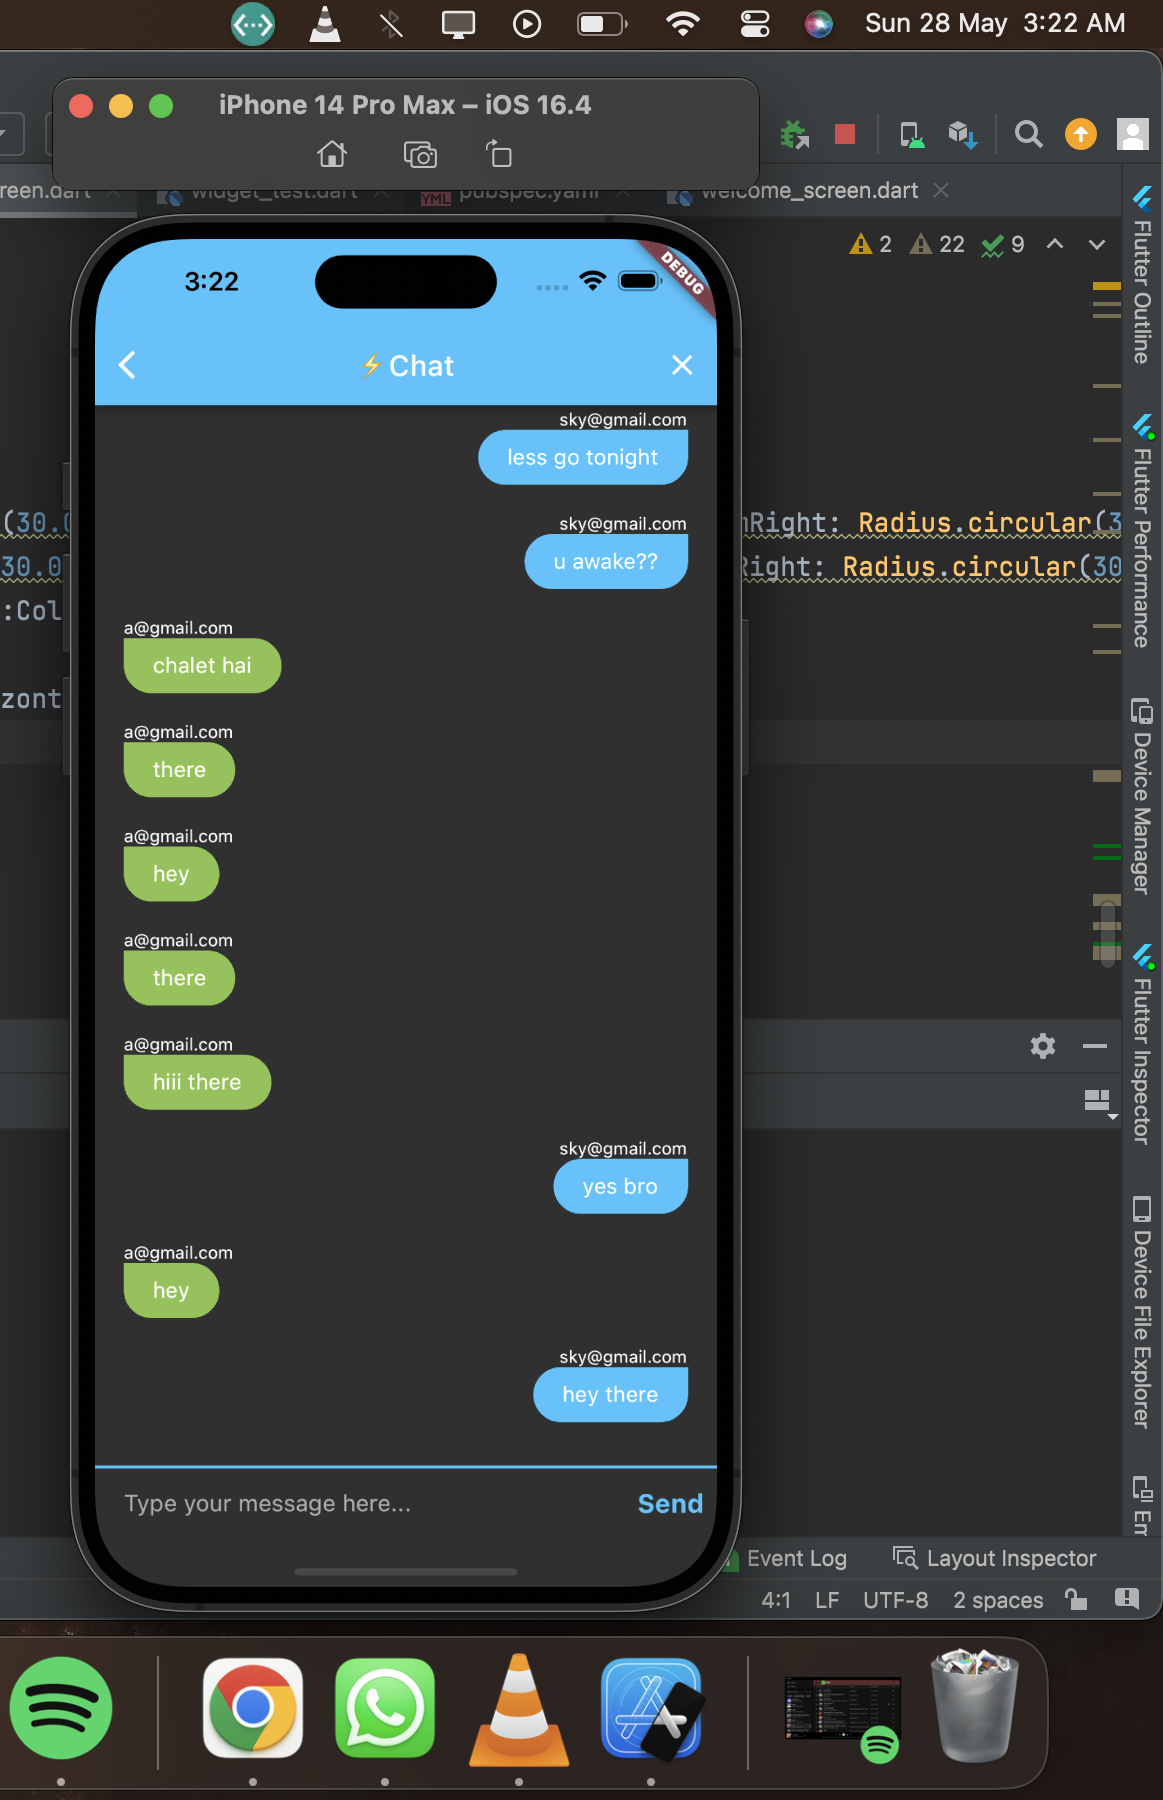 Sun 28 May 3:22 AM
iPhone 14 Pro Max – iOS 16.4
reen.dart
widget_test.dart
YML
pubspec.yaml
welcome_screen.dart
2
22
9
3:22
DEBUG
⚡Chat
sky@gmail.com
less go tonight
sky@gmail.com
u awake??
a@gmail.com
chalet hai
a@gmail.com
there
a@gmail.com
hey
a@gmail.com
there
a@gmail.com
hiii there
sky@gmail.com
yes bro
a@gmail.com
hey
sky@gmail.com
hey there
Type your message here...
Send
(30.0
Right: Radius.circular(3
30.0
Right: Radius.circular(30
:Col
zont
Flutter Outline
Flutter Performance
Device Manager
Flutter Inspector
Device File Explorer
Em
Event Log
Layout Inspector
4:1 LF UTF-8 2 spaces